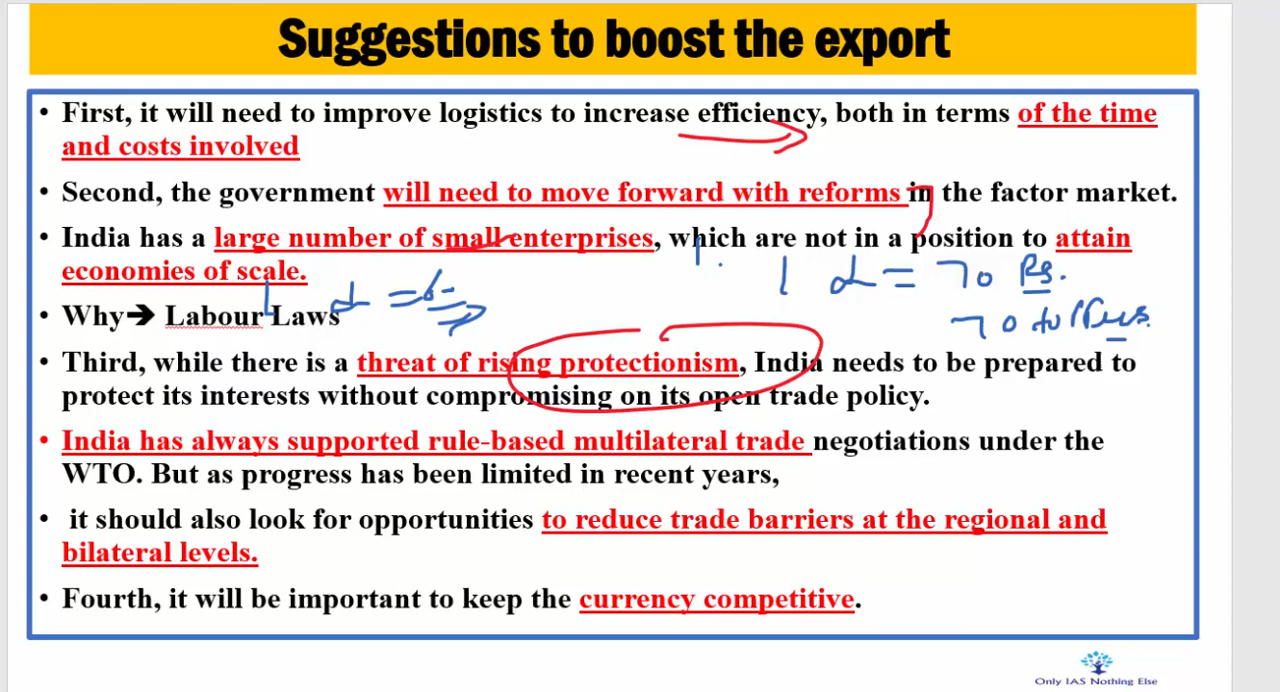 Suggestions to boost the export
• First, it will need to improve logistics to increase efficiency, both in terms of the time
and costs involved
• Second, the government will need to move forward with reforms in the factor market.
• India has a large number of small enterprises, which are not in a position to attain
economies of scale.
1 = 70 Rs.
• Why➔ Labour Laws
70
• Third, while there is a threat of rising protectionism, India needs to be prepared to
protect its interests without compromising on its open trade policy.
• India has always supported rule-based multilateral trade negotiations under the
WTO. But as progress has been limited in recent years,
• it should also look for opportunities to reduce trade barriers at the regional and
bilateral levels.
• Fourth, it will be important to keep the currency competitive.
Only IAS Nothing Else